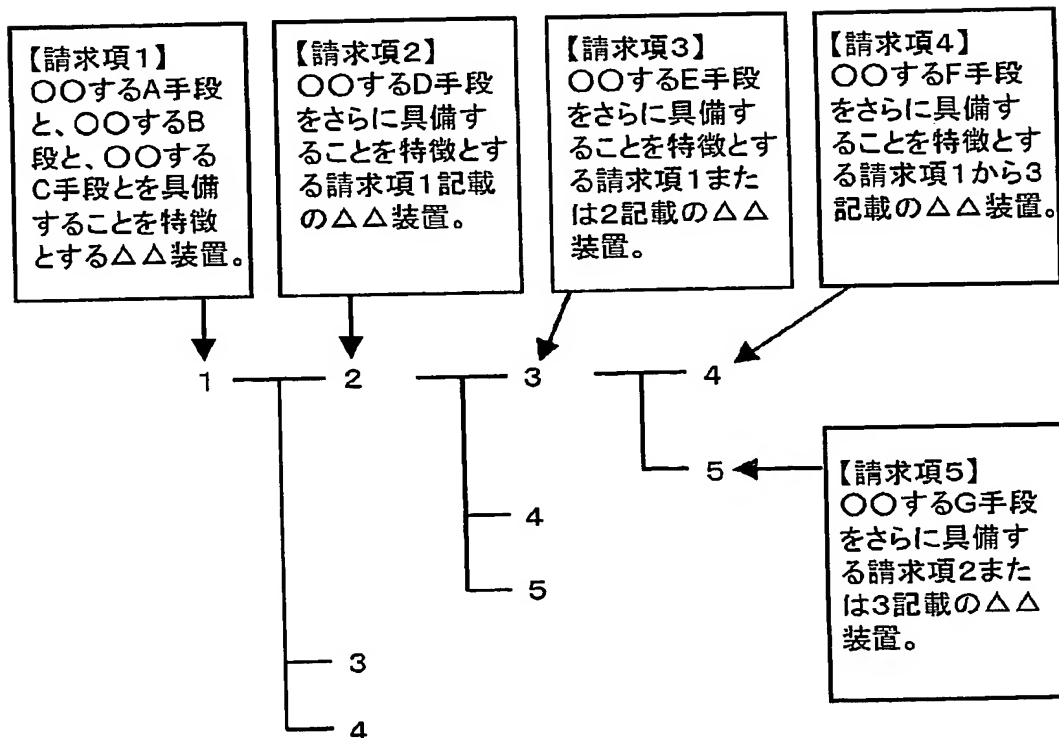 【請求項1】
〇〇するA手段
と、〇〇するB
段と、〇〇する
C手段とを具備
することを特徴
とする△△装置。
【請求項2】
〇〇するD手段
をさらに具備す
ることを特徴とす
る請求項1記載
の△△装置。
【請求項3】
〇〇するE手段
をさらに具備す
ることを特徴とす
る請求項1また
は2記載の△△
装置。
【請求項4】
〇〇するF手段
をさらに具備す
ることを特徴とす
る請求項1から3
記載の△△装置。
1 2 3 4
5
4
5
3
4
【請求項5】
〇〇するG手段
をさらに具備す
る請求項2また
は3記載の△△
装置。